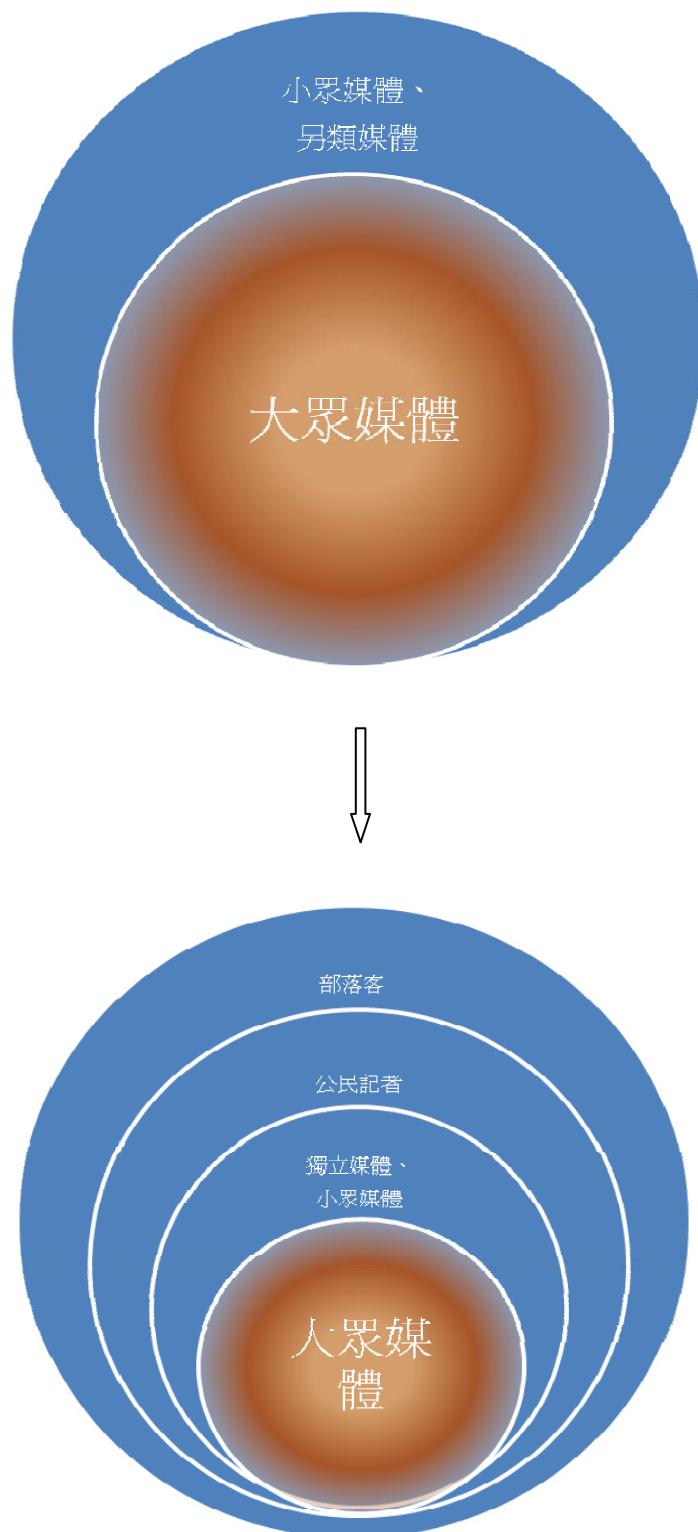 小眾媒體、
另類媒體
大眾媒體
部落客
公民記者
獨立媒體、
小眾媒體
大眾媒
體